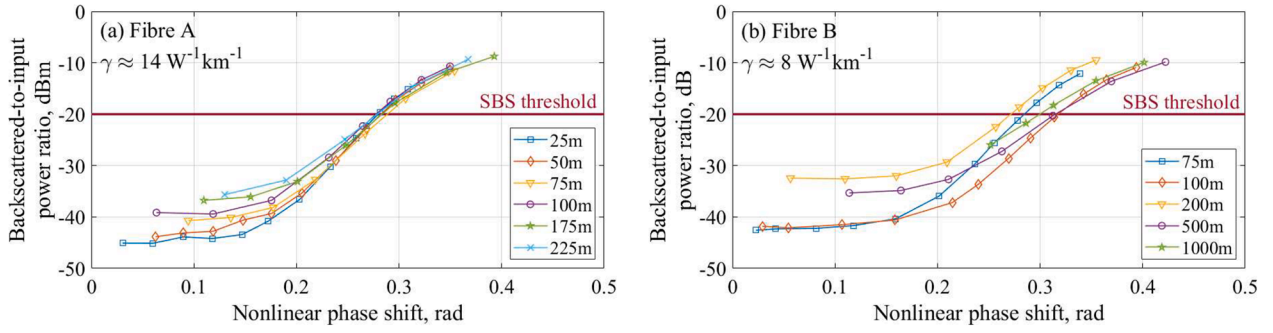 (a) Fibre A
γ ≈ 14 W⁻¹km⁻¹
SBS threshold
Backscattered-to-input
power ratio, dBm
0
-10
-20
-30
-40
-50
0
0.1
0.2
0.3
0.4
0.5
Nonlinear phase shift, rad
25m
50m
75m
100m
175m
225m
(b) Fibre B
γ ≈ 8 W⁻¹km⁻¹
SBS threshold
Backscattered-to-input
power ratio, dB
0
-10
-20
-30
-40
-50
0
0.1
0.2
0.3
0.4
0.5
Nonlinear phase shift, rad
75m
100m
200m
500m
1000m